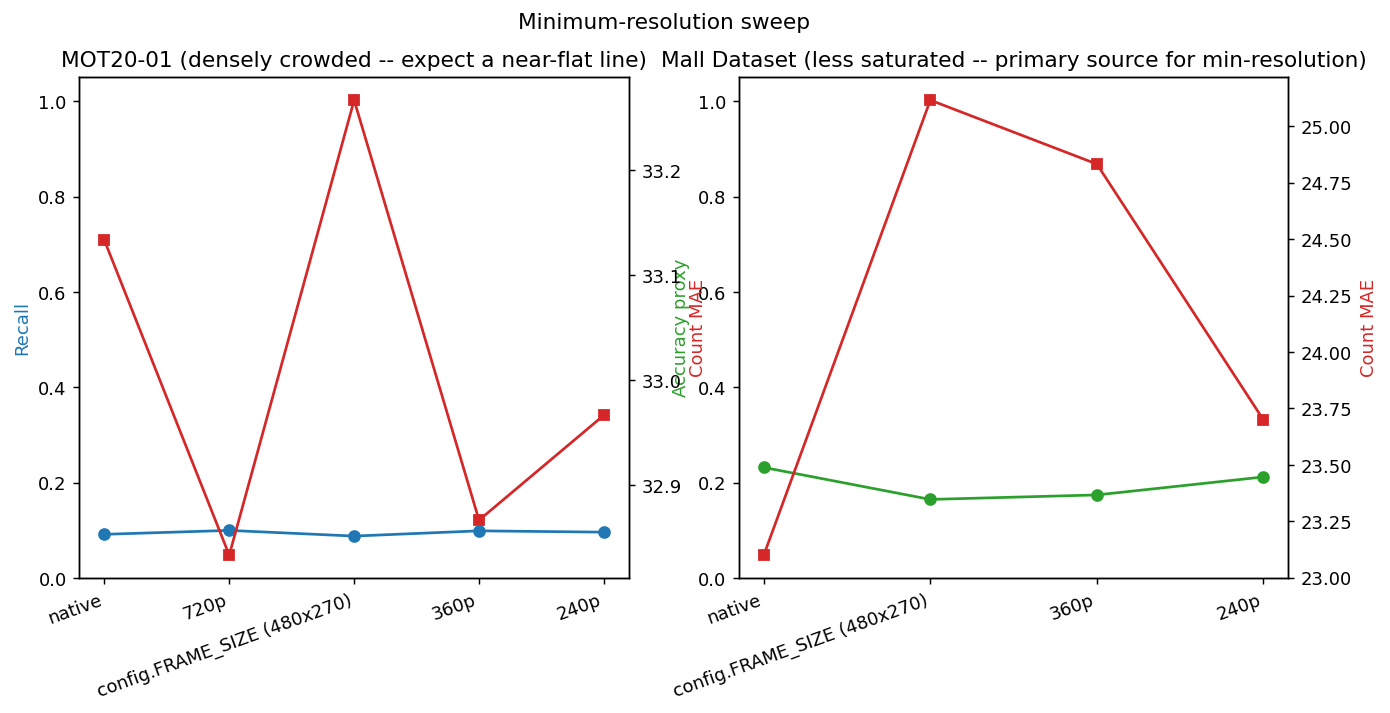 Minimum-resolution sweep
MOT20-01 (densely crowded -- expect a near-flat line)
1.0
0.8
0.6
0.4
0.2
0.0
Recall
33.2
33.1
33.0
32.9
Count MAE
native
720p
config.FRAME_SIZE (480x270)
360p
240p
Mall Dataset (less saturated -- primary source for min-resolution)
1.0
0.8
0.6
0.4
0.2
0.0
Accuracy proxy
25.00
24.75
24.50
24.25
24.00
23.75
23.50
23.25
23.00
Count MAE
native
config.FRAME_SIZE (480x270)
360p
240p